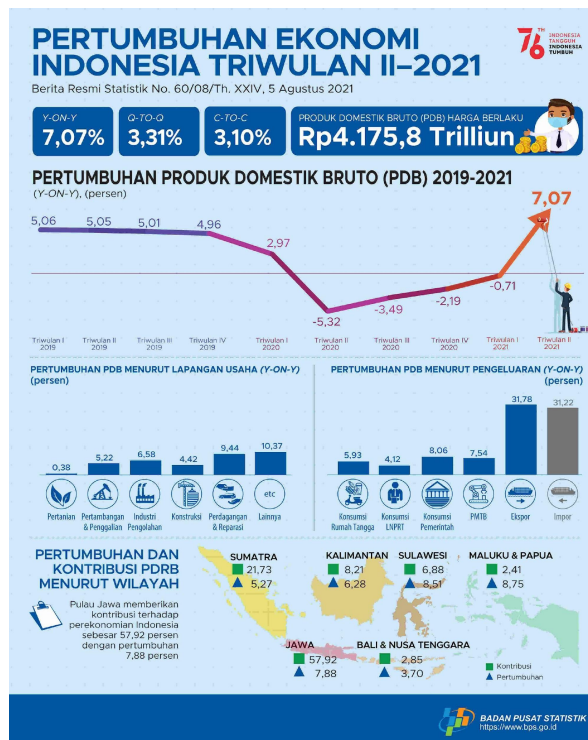 PERTUMBUHAN EKONOMI
INDONESIA TRIWULAN II–2021
Berita Resmi Statistik No. 60/08/Th. XXIV, 5 Agustus 2021
76TH
INDONESIA
TANGGUH
INDONESIA
TUMBUH
Y-ON-Y
7,07%
Q-TO-Q
3,31%
C-TO-C
3,10%
PRODUK DOMESTIK BRUTO (PDB) HARGA BERLAKU
Rp4.175,8 Trilliun
PERTUMBUHAN PRODUK DOMESTIK BRUTO (PDB) 2019-2021
(Y-ON-Y), (persen)
5,06
5,05
5,01
4,96
2,97
-5,32
-3,49
-2,19
-0,71
7,07
Triwulan I
2019
Triwulan II
2019
Triwulan III
2019
Triwulan IV
2019
Triwulan I
2020
Triwulan II
2020
Triwulan III
2020
Triwulan IV
2020
Triwulan I
2021
Triwulan II
2021
PERTUMBUHAN PDB MENURUT LAPANGAN USAHA (Y-ON-Y)
(persen)
0,38
5,22
6,58
4,42
9,44
10,37
etc
Pertanian
Pertambangan
& Penggalian
Industri
Pengolahan
Konstruksi
Perdagangan
& Reparasi
Lainnya
PERTUMBUHAN PDB MENURUT PENGELUARAN (Y-ON-Y)
(persen)
5,93
4,12
8,06
7,54
31,78
31,22
Konsumsi
Rumah Tangga
Konsumsi
LNPRT
Konsumsi
Pemerintah
PMTB
Ekspor
Impor
PERTUMBUHAN DAN
KONTRIBUSI PDRB
MENURUT WILAYAH
Pulau Jawa memberikan
kontribusi terhadap
perekonomian Indonesia
sebesar 57,92 persen
dengan pertumbuhan
7,88 persen
SUMATRA
21,73
5,27
KALIMANTAN
8,21
6,28
SULAWESI
6,88
8,51
MALUKU & PAPUA
2,41
8,75
JAWA
57,92
7,88
BALI & NUSA TENGGARA
2,85
3,70
Kontribusi
Pertumbuhan
BADAN PUSAT STATISTIK
https://www.bps.go.id